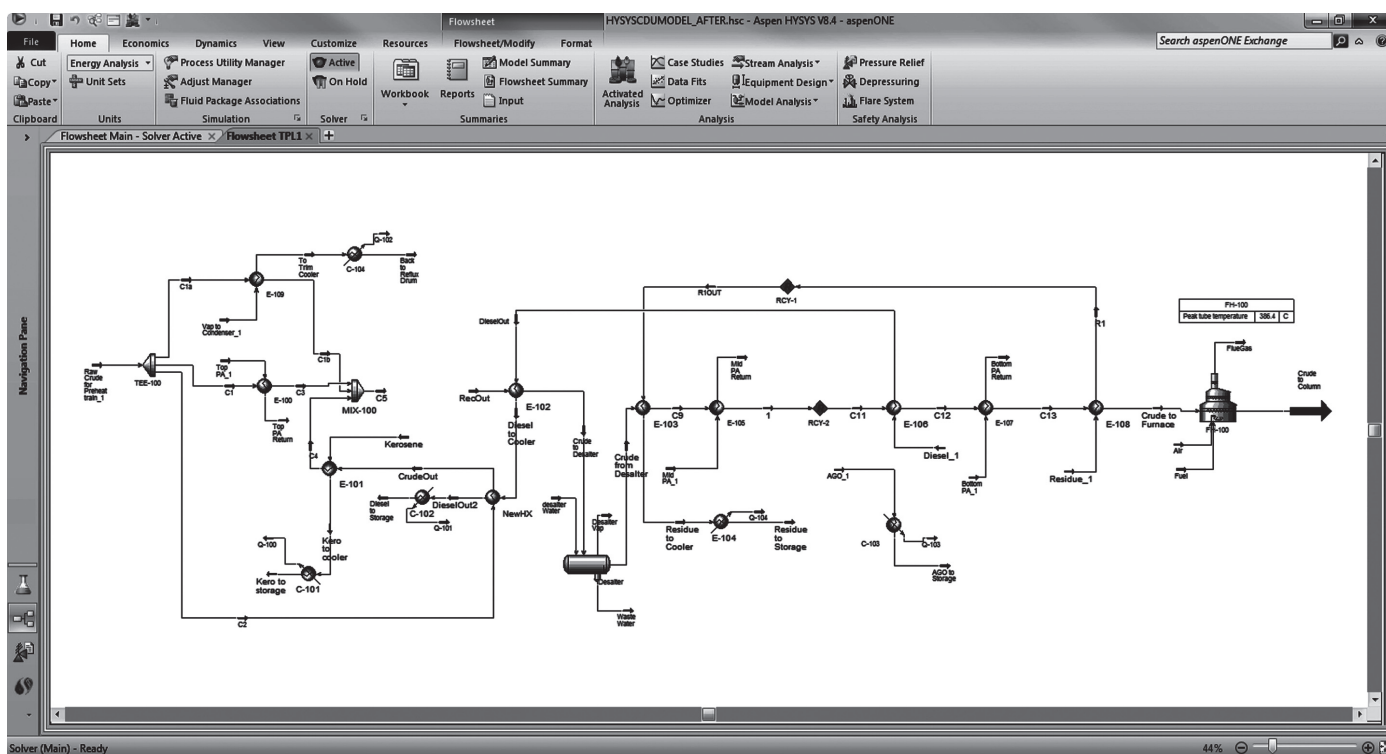 Flowsheet
HYSYSCDUMODEL_AFTER.hsc - Aspen HYSYS V8.4 - aspenONE
File
Home
Economics
Dynamics
View
Customize
Resources
Flowsheet/Modify
Format
Search aspenONE Exchange
Cut
Copy
Paste
Clipboard
Energy Analysis
Unit Sets
Units
Process Utility Manager
Adjust Manager
Fluid Package Associations
Simulation
Active
On Hold
Solver
Workbook
Reports
Model Summary
Flowsheet Summary
Input
Summaries
Activated
Analysis
Case Studies
Data Fits
Optimizer
Stream Analysis
Equipment Design
Model Analysis
Analysis
Pressure Relief
Depressuring
Flare System
Safety Analysis
Flowsheet Main - Solver Active
Flowsheet TPL1
Navigation Pane
Q-102
To
Trim
Cooler
C-104
Back
to
Reflux
Drum
C1a
E-109
Vap to
Condenser_1
C1b
Top
PA_1
Raw
Crude
for
Preheat
train_1
TEE-100
C1
E-100
C3
MIX-100
C5
Top
PA
Return
C4
Kerosene
E-101
CrudeOut
Diesel
to
Storage
C-102
DieselOut2
Q-101
NewHX
Kero
to
cooler
Q-100
Kero to
storage
C-101
C2
DieselOut
RecOut
E-102
Diesel
to
Cooler
Crude
to
Desalter
desalter
Water
Desalter
Vap
Desalter
Waste
Water
Crude
from
Desalter
R1OUT
RCY-1
R1
E-103
C9
Mid
PA
Return
E-105
Mid
PA_1
1
RCY-2
C11
E-106
Diesel_1
C12
Bottom
PA
Return
E-107
Bottom
PA_1
C13
E-108
Residue_1
Crude to
Furnace
Residue
to
Cooler
E-104
Q-104
Residue
to
Storage
AGO_1
C-103
Q-103
AGO to
Storage
FH-100
Peak tube temperature 386.4 C
FlueGas
Crude
to
Column
FH-100
Air
Fuel
Solver (Main) - Ready
44%